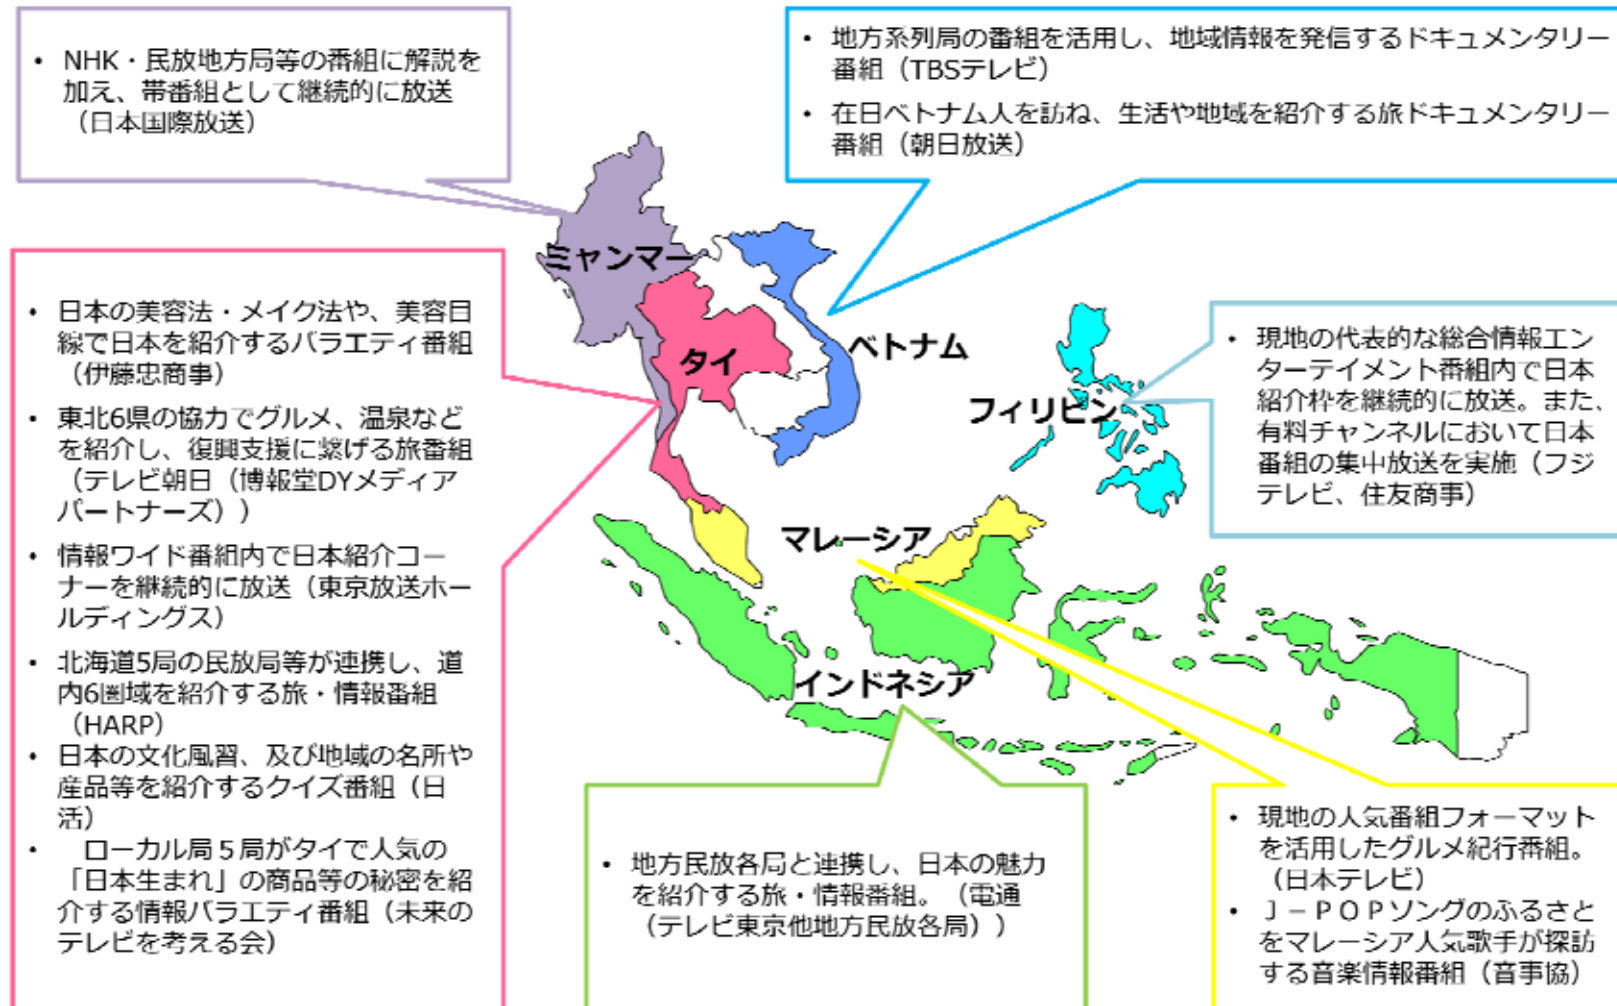 • NHK・民放地方局等の番組に解説を
加え、帯番組として継続的に放送
（日本国際放送）
• 地方系列局の番組を活用し、地域情報を発信するドキュメンタリー
番組（TBSテレビ）
• 在日ベトナム人を訪ね、生活や地域を紹介する旅ドキュメンタリー
番組（朝日放送）
ミャンマー
タイ
ベトナム
フィリピン
マレーシア
インドネシア
• 日本の美容法・メイク法や、美容目
線で日本を紹介するバラエティ番組
（伊藤忠商事）
• 東北6県の協力でグルメ、温泉など
を紹介し、復興支援に繋げる旅番組
（テレビ朝日（博報堂DYメディア
パートナーズ））
• 情報ワイド番組内で日本紹介コー
ナーを継続的に放送（東京放送ホー
ルディングス）
• 北海道5局の民放局等が連携し、道
内6圏域を紹介する旅・情報番組
（HARP）
• 日本の文化風習、及び地域の名所や
産品等を紹介するクイズ番組（日
活）
• ローカル局５局がタイで人気の
「日本生まれ」の商品等の秘密を紹
介する情報バラエティ番組（未来の
テレビを考える会）
• 現地の代表的な総合情報エン
ターテイメント番組内で日本
紹介枠を継続的に放送。また、
有料チャンネルにおいて日本
番組の集中放送を実施（フジ
テレビ、住友商事）
• 地方民放各局と連携し、日本の魅力
を紹介する旅・情報番組。（電通
（テレビ東京他地方民放各局））
• 現地の人気番組フォーマット
を活用したグルメ紀行番組。
（日本テレビ）
• Ｊ－ＰＯＰソングのふるさと
をマレーシア人気歌手が探訪
する音楽情報番組（音事協）